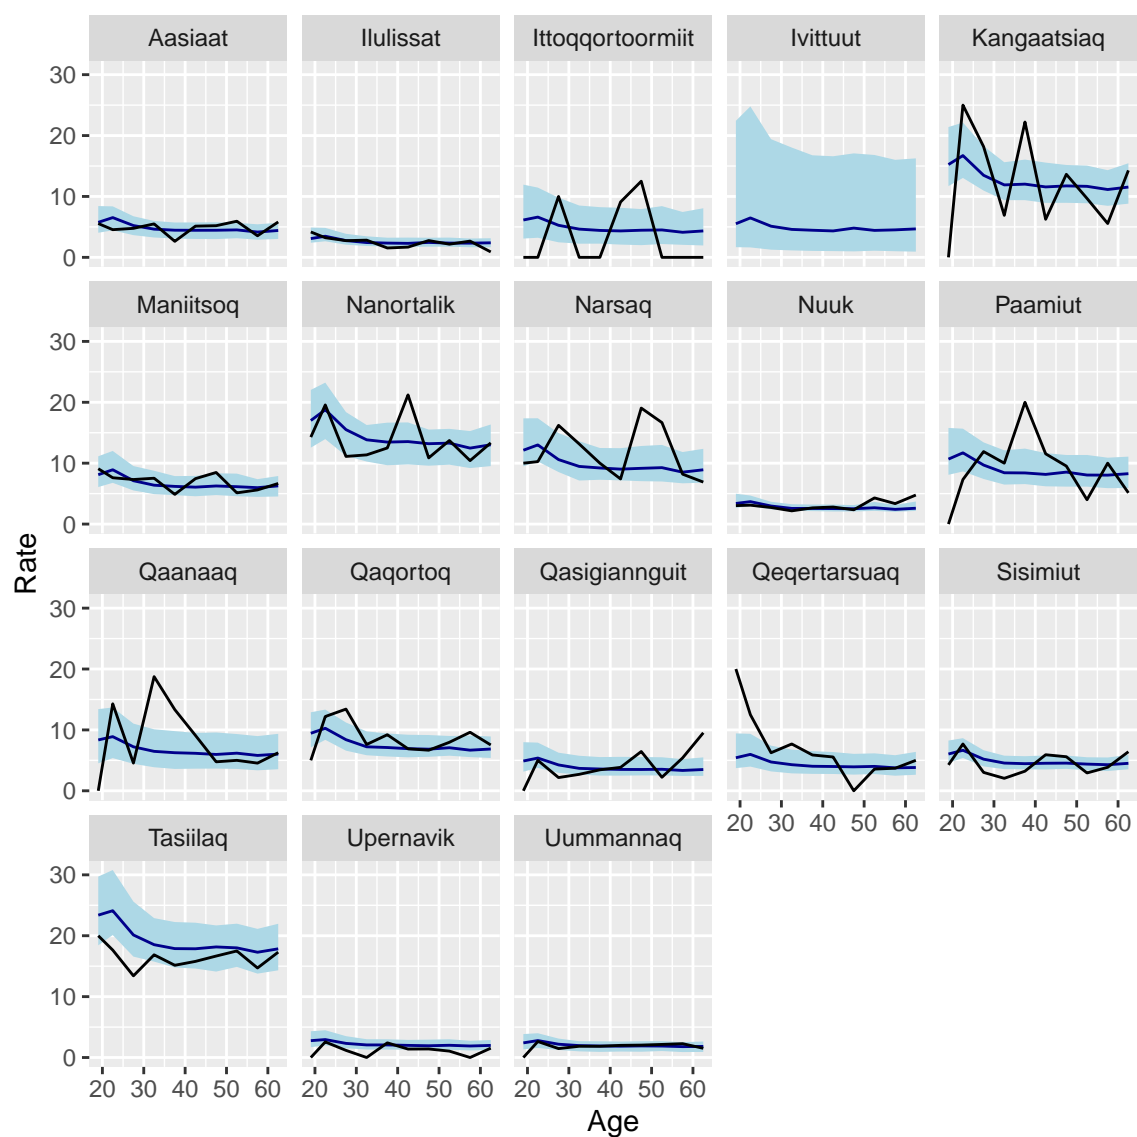 Aasiaat Ilulissat Ittoqqortoormiit Ivittuut Kangaatsiaq
30
20
10
0
Maniitsoq Nanortalik Narsaq Nuuk Paamiut
30
20
10
0
Rate
Qaanaaq Qaqortoq Qasigiannguit Qeqertarsuaq Sisimiut
30
20
10
0
20 30 40 50 60 20 30 40 50 60
Tasiilaq Upernavik Uummannaq
30
20
10
0
20 30 40 50 60 20 30 40 50 60 20 30 40 50 60
Age